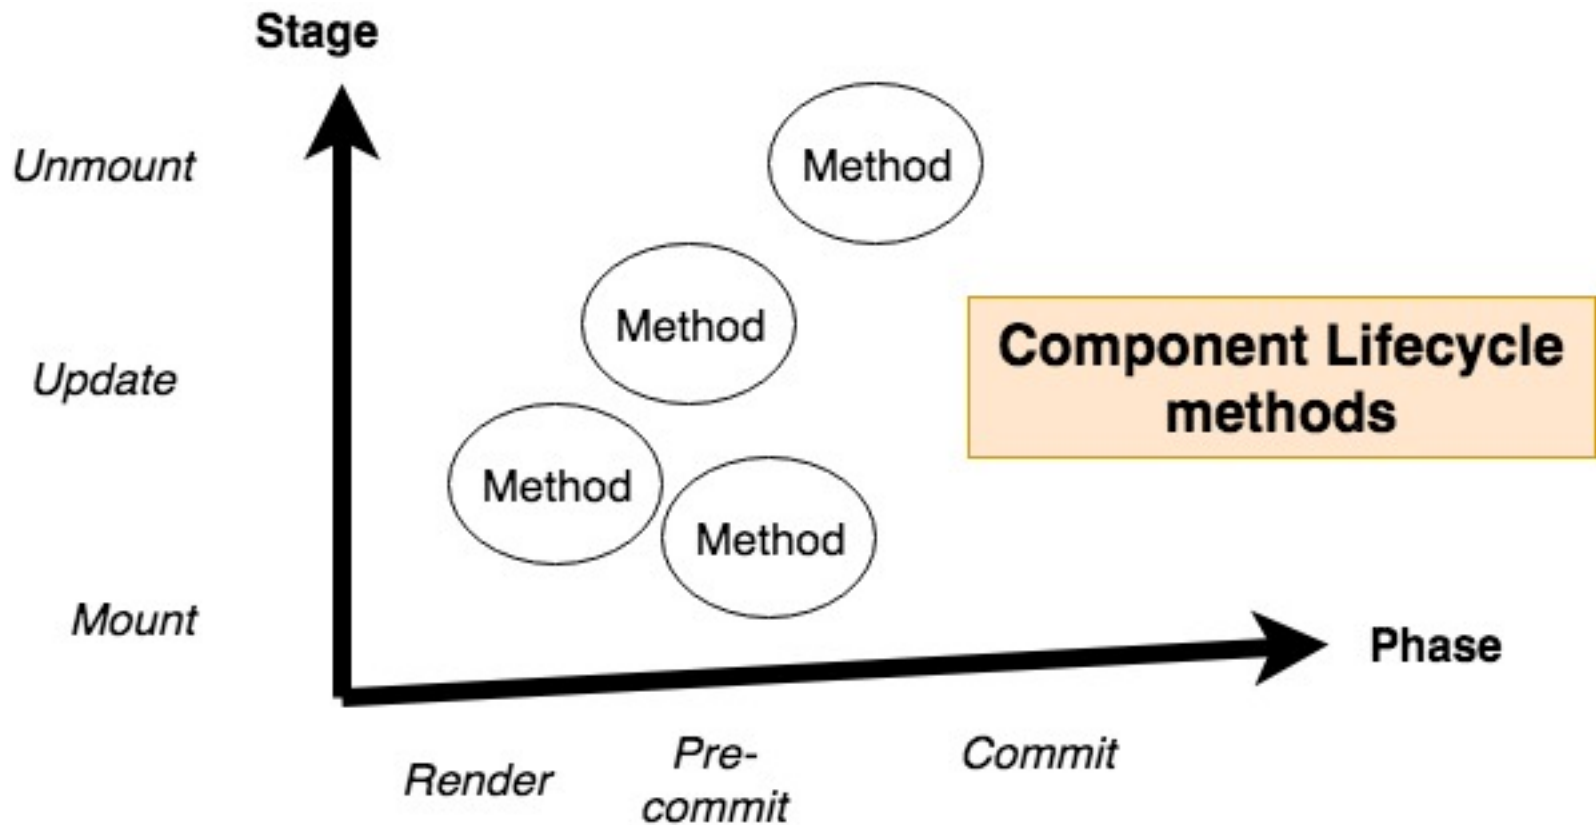 Stage
Unmount
Method
Method
Update
Component Lifecycle
methods
Method
Method
Mount
Phase
Render
Pre-
commit
Commit